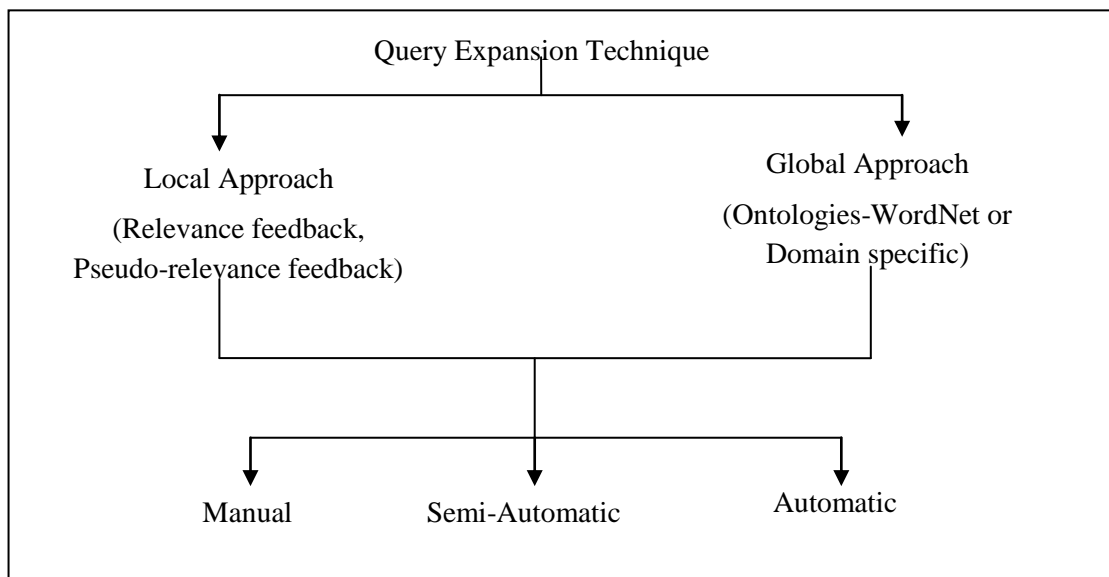 Query Expansion Technique
Local Approach
(Relevance feedback,
Pseudo-relevance feedback)
Global Approach
(Ontologies-WordNet or
Domain specific)
Manual
Semi-Automatic
Automatic